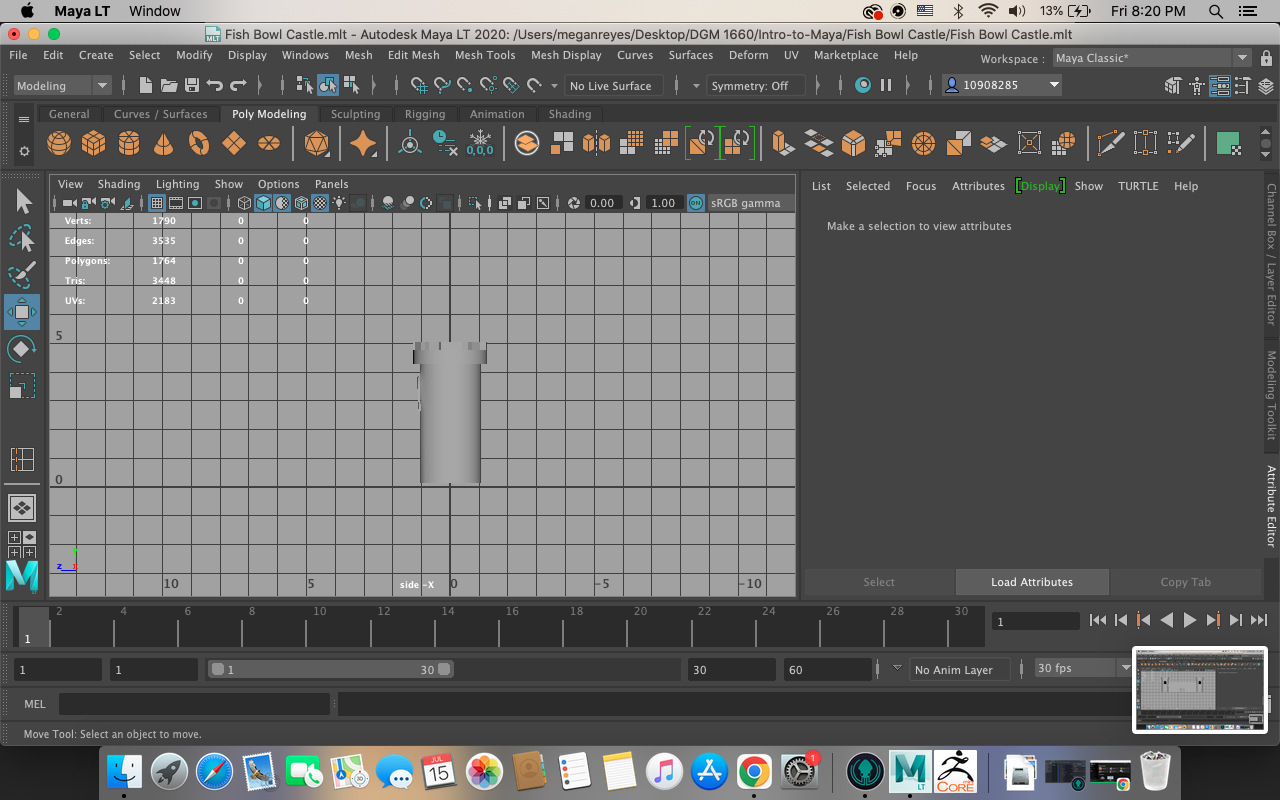 Maya LT Window 13% Fri 8:20 PM
Fish Bowl Castle.mlt - Autodesk Maya LT 2020: /Users/meganreyes/Desktop/DGM 1660/Intro-to-Maya/Fish Bowl Castle/Fish Bowl Castle.mlt
File Edit Create Select Modify Display Windows Mesh Edit Mesh Mesh Tools Mesh Display Curves Surfaces Deform UV Marketplace Help Workspace : Maya Classic*
Modeling No Live Surface Symmetry: Off 10908285
General Curves / Surfaces Poly Modeling Sculpting Rigging Animation Shading
0,0,0
View Shading Lighting Show Options Panels
0.00 1.00 ON sRGB gamma
List Selected Focus Attributes Display Show TURTLE Help
Make a selection to view attributes
Verts: 1790 0 0
Edges: 3535 0 0
Polygons: 1764 0 0
Tris: 3448 0 0
UVs: 2183 0 0
5
0
z x
10 5 side -X 0 -5 -10
Channel Box / Layer Editor
Modeling Toolkit
Attribute Editor
Select Load Attributes Copy Tab
2 4 6 8 10 12 14 16 18 20 22 24 26 28 30
1 1
1 1 1 30 30 60 No Anim Layer 30 fps
MEL
Move Tool: Select an object to move.
JUL
15
1
M
LT
CORE